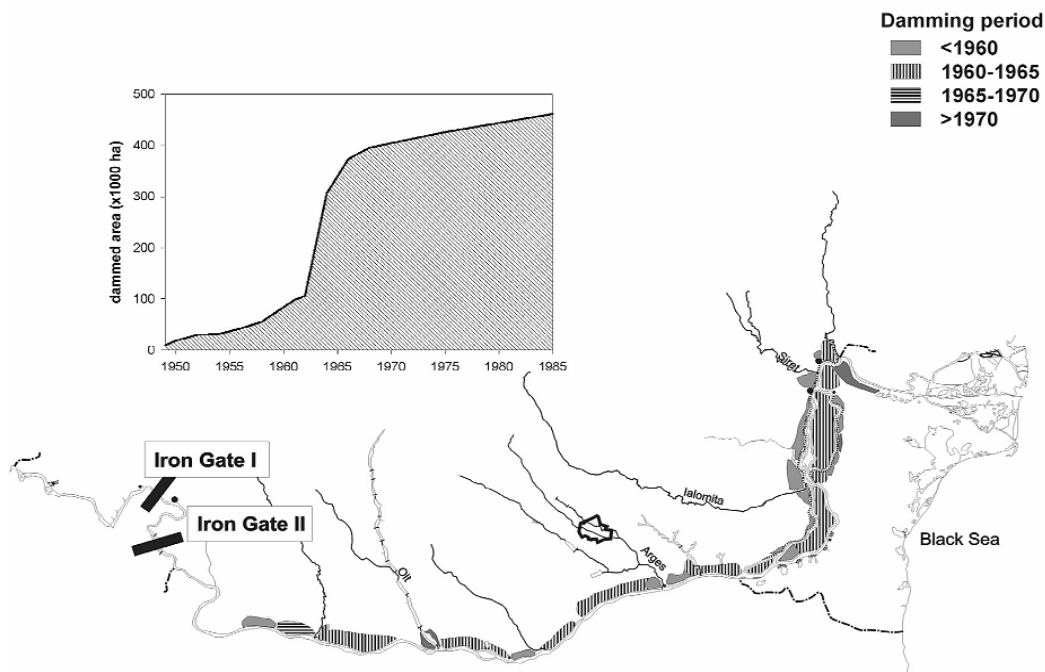 Damming period
<1960
1960-1965
1965-1970
>1970
500
400
300
200
100
0
dammed area (x1000 ha)
1950 1955 1960 1965 1970 1975 1980 1985
Siret
Iron Gate I
Iron Gate II
Ialomita
Olt
Arges
Black Sea